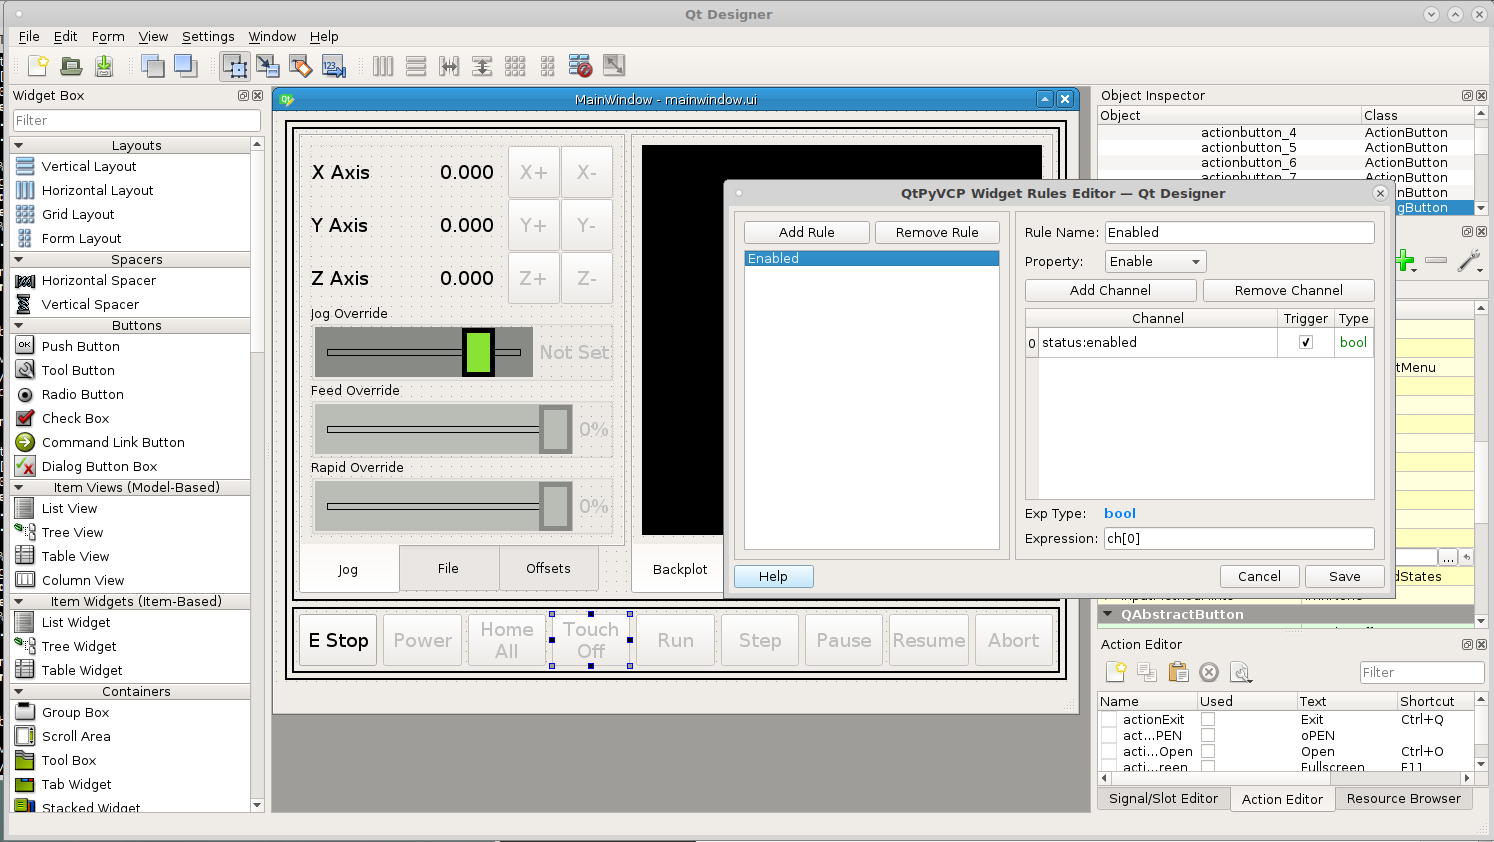 Qt Designer
File Edit Form View Settings Window Help
Widget Box
Filter
Layouts
Vertical Layout
Horizontal Layout
Grid Layout
Form Layout
Spacers
Horizontal Spacer
Vertical Spacer
Buttons
Push Button
Tool Button
Radio Button
Check Box
Command Link Button
Dialog Button Box
Item Views (Model-Based)
List View
Tree View
Table View
Column View
Item Widgets (Item-Based)
List Widget
Tree Widget
Table Widget
Containers
Group Box
Scroll Area
Tool Box
Tab Widget
Stacked Widget
MainWindow - mainwindow.ui
X Axis 0.000 X+ X-
Y Axis 0.000 Y+ Y-
Z Axis 0.000 Z+ Z-
Jog Override
Not Set
Feed Override
0%
Rapid Override
0%
Jog File Offsets
Backplot
E Stop Power Home All Touch Off Run Step Pause Resume Abort
QtPyVCP Widget Rules Editor — Qt Designer
Add Rule Remove Rule
Enabled
Rule Name: Enabled
Property: Enable
Add Channel Remove Channel
Channel Trigger Type
0 status:enabled bool
Exp Type: bool
Expression: ch[0]
Help Cancel Save
Object Inspector
Object Class
actionbutton_4 ActionButton
actionbutton_5 ActionButton
actionbutton_6 ActionButton
actionbutton_7
nButton
gButton
tMenu
...
dStates
QAbstractButton
Action Editor
Filter
Name Used Text Shortcut
actionExit Exit Ctrl+Q
act...PEN oPEN
acti...Open Open Ctrl+O
acti...reen Fullscreen F11
Signal/Slot Editor Action Editor Resource Browser